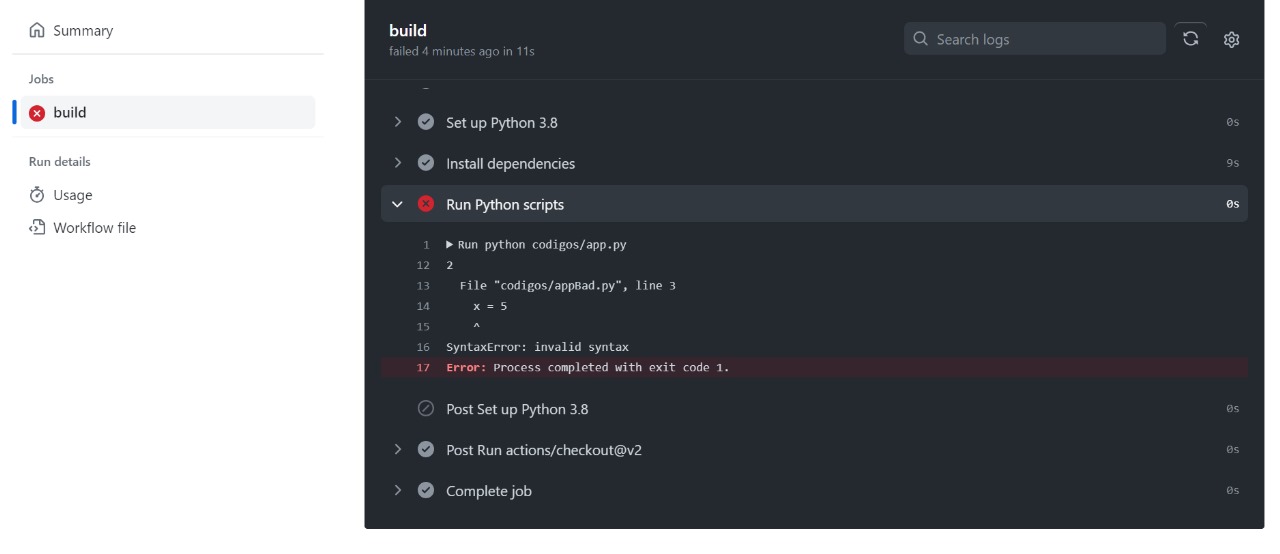 Summary
Jobs
build
Run details
Usage
Workflow file
build
failed 4 minutes ago in 11s
Search logs
Set up Python 3.8 0s
Install dependencies 9s
Run Python scripts 0s
1 Run python codigos/app.py
12 2
13 File "codigos/appBad.py", line 3
14 x = 5
15 ^
16 SyntaxError: invalid syntax
17 Error: Process completed with exit code 1.
Post Set up Python 3.8 0s
Post Run actions/checkout@v2 0s
Complete job 0s